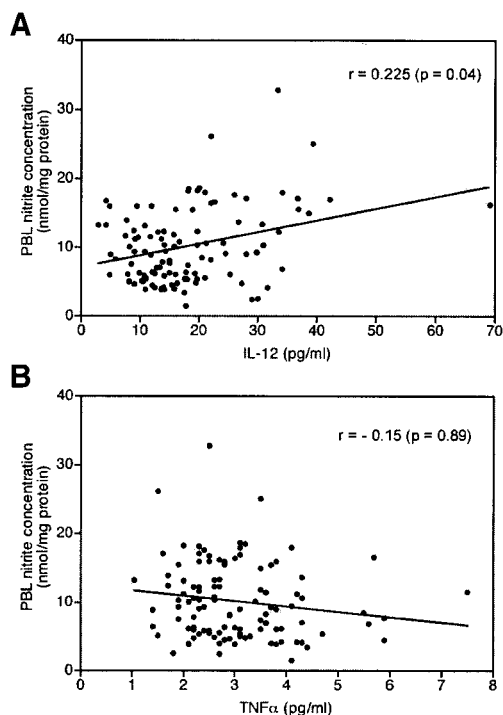 A
40
30
20
10
0
PBL nitrite concentration
(nmol/mg protein)
r = 0.225 (p = 0.04)
0 10 20 30 40 50 60 70
IL-12 (pg/ml)
B
40
30
20
10
0
PBL nitrite concentration
(nmol/mg protein)
r = - 0.15 (p = 0.89)
0 1 2 3 4 5 6 7 8
TNFα (pg/ml)